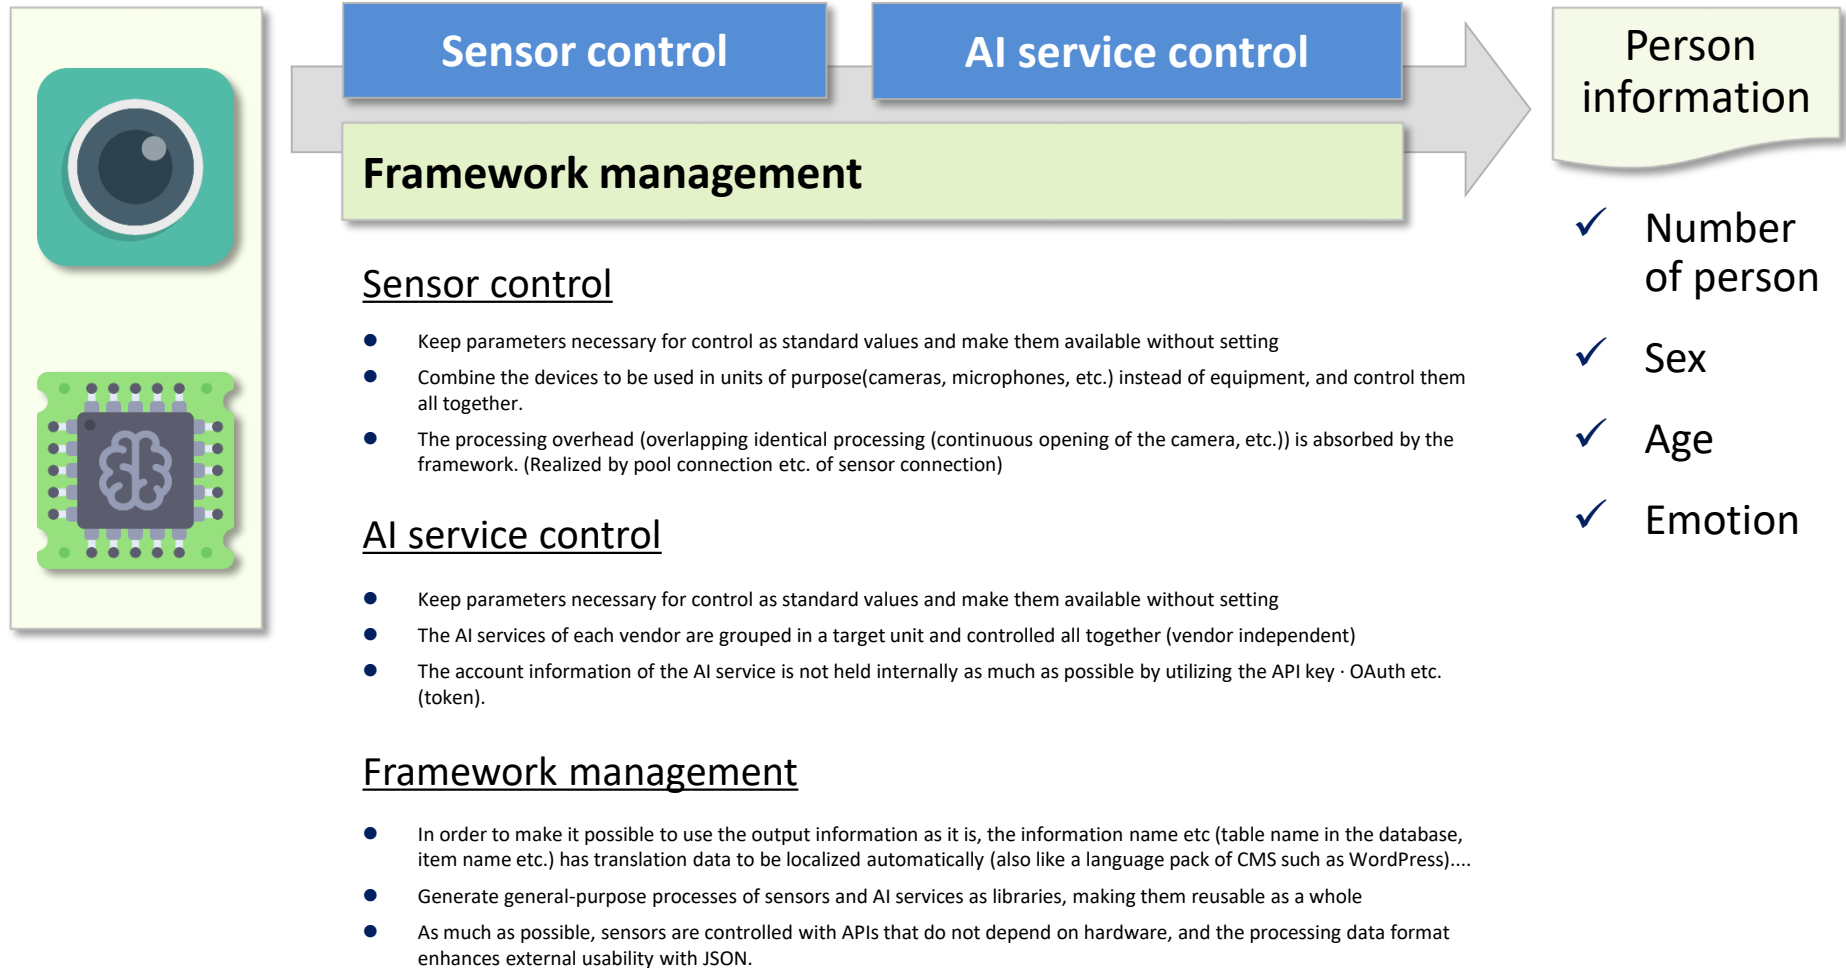 Sensor control
AI service control
Framework management
Person
information
Number
of person
Sex
Age
Emotion
Sensor control
Keep parameters necessary for control as standard values and make them available without setting
Combine the devices to be used in units of purpose(cameras, microphones, etc.) instead of equipment, and control them
all together.
The processing overhead (overlapping identical processing (continuous opening of the camera, etc.)) is absorbed by the
framework. (Realized by pool connection etc. of sensor connection)
AI service control
Keep parameters necessary for control as standard values and make them available without setting
The AI services of each vendor are grouped in a target unit and controlled all together (vendor independent)
The account information of the AI service is not held internally as much as possible by utilizing the API key · OAuth etc.
(token).
Framework management
In order to make it possible to use the output information as it is, the information name etc (table name in the database,
item name etc.) has translation data to be localized automatically (also like a language pack of CMS such as WordPress)....
Generate general-purpose processes of sensors and AI services as libraries, making them reusable as a whole
As much as possible, sensors are controlled with APIs that do not depend on hardware, and the processing data format
enhances external usability with JSON.